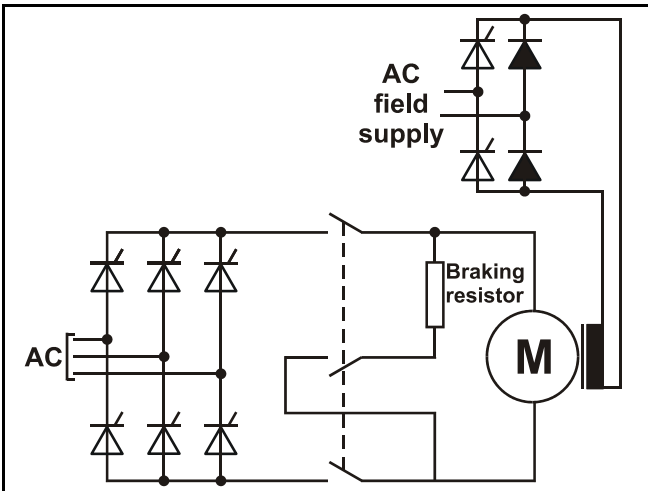 AC
field
supply
Braking
resistor
AC
M